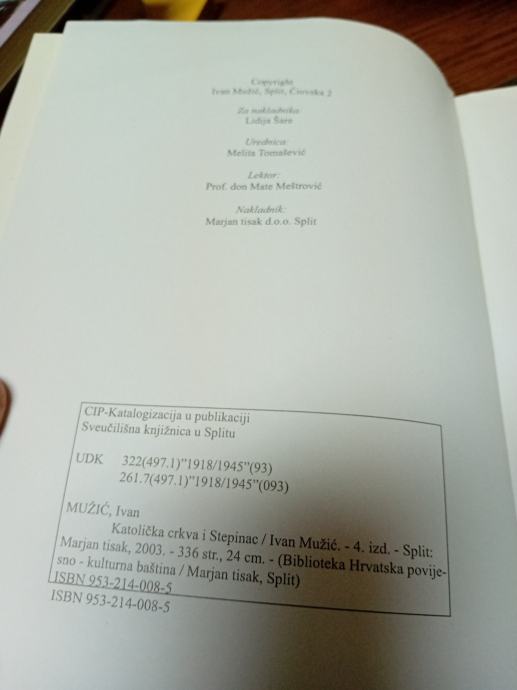 Copyright
Ivan Mužić, Split, Čiovska 2
Za nakladnika:
Lidija Šare
Urednica:
Melita Tomašević
Lektor:
Prof. don Mate Meštrović
Nakladnik:
Marjan tisak d.o.o. Split
CIP-Katalogizacija u publikaciji
Sveučilišna knjižnica u Splitu
UDK 322(497.1)"1918/1945"(93)
261.7(497.1)"1918/1945"(093)
MUŽIĆ, Ivan
Katolička crkva i Stepinac / Ivan Mužić. - 4. izd. - Split:
Marjan tisak, 2003. - 336 str., 24 cm. - (Biblioteka Hrvatska povije-
sno - kulturna baština / Marjan tisak, Split)
ISBN 953-214-008-5
ISBN 953-214-008-5